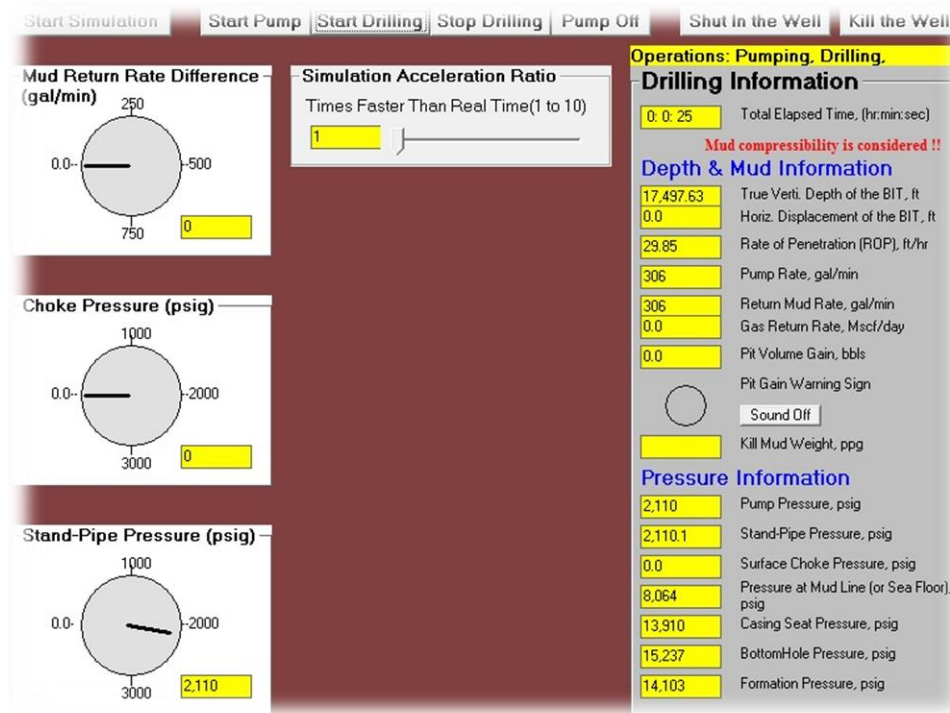 Start Simulation Start Pump Start Drilling Stop Drilling Pump Off Shut In the Well Kill the Well
Operations: Pumping, Drilling,
Mud Return Rate Difference
(gal/min)
250
0.0-
-500
750
0
Simulation Acceleration Ratio
Times Faster Than Real Time(1 to 10)
1
Drilling Information
0: 0: 25 Total Elapsed Time, (hr:min:sec)
Mud compressibility is considered !!
Depth & Mud Information
17,497.63 True Verti. Depth of the BIT, ft
0.0 Horiz. Displacement of the BIT, ft
29.85 Rate of Penetration (ROP), ft/hr
306 Pump Rate, gal/min
306 Return Mud Rate, gal/min
0.0 Gas Return Rate, Mscf/day
0.0 Pit Volume Gain, bbls
Pit Gain Warning Sign
Sound Off
Kill Mud Weight, ppg
Choke Pressure (psig)
1000
0.0-
-2000
3000
0
Pressure Information
2,110 Pump Pressure, psig
2,110.1 Stand-Pipe Pressure, psig
0.0 Surface Choke Pressure, psig
8,064 Pressure at Mud Line (or Sea Floor),
psig
13,910 Casing Seat Pressure, psig
15,237 BottomHole Pressure, psig
14,103 Formation Pressure, psig
Stand-Pipe Pressure (psig)
1000
0.0-
-2000
3000
2,110